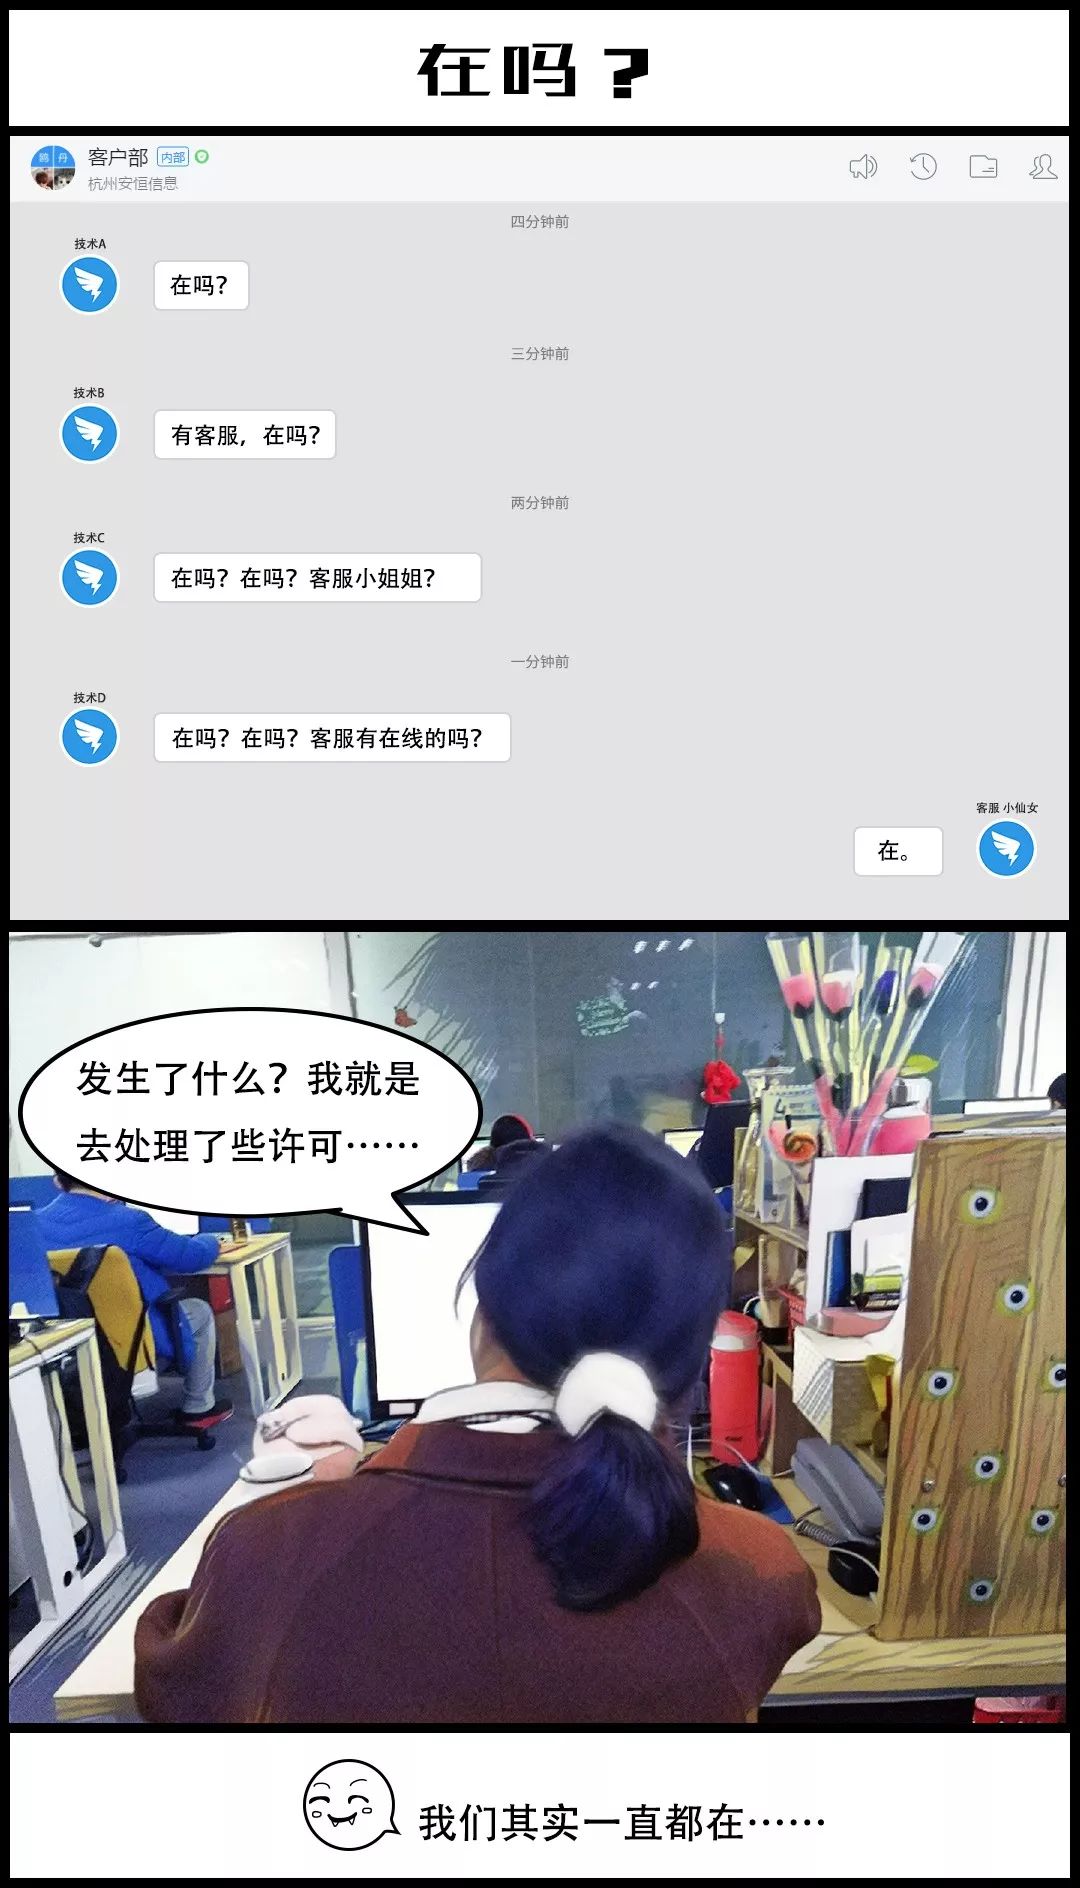 在吗？
鹅 丹
客户部 内部
杭州安恒信息
四分钟前
技术A
在吗？
三分钟前
技术B
有客服，在吗？
两分钟前
技术C
在吗？在吗？客服小姐姐？
一分钟前
技术D
在吗？在吗？客服有在线的吗？
客服 小仙女
在。
发生了什么？我就是
去处理了些许可……
我们其实一直都在……